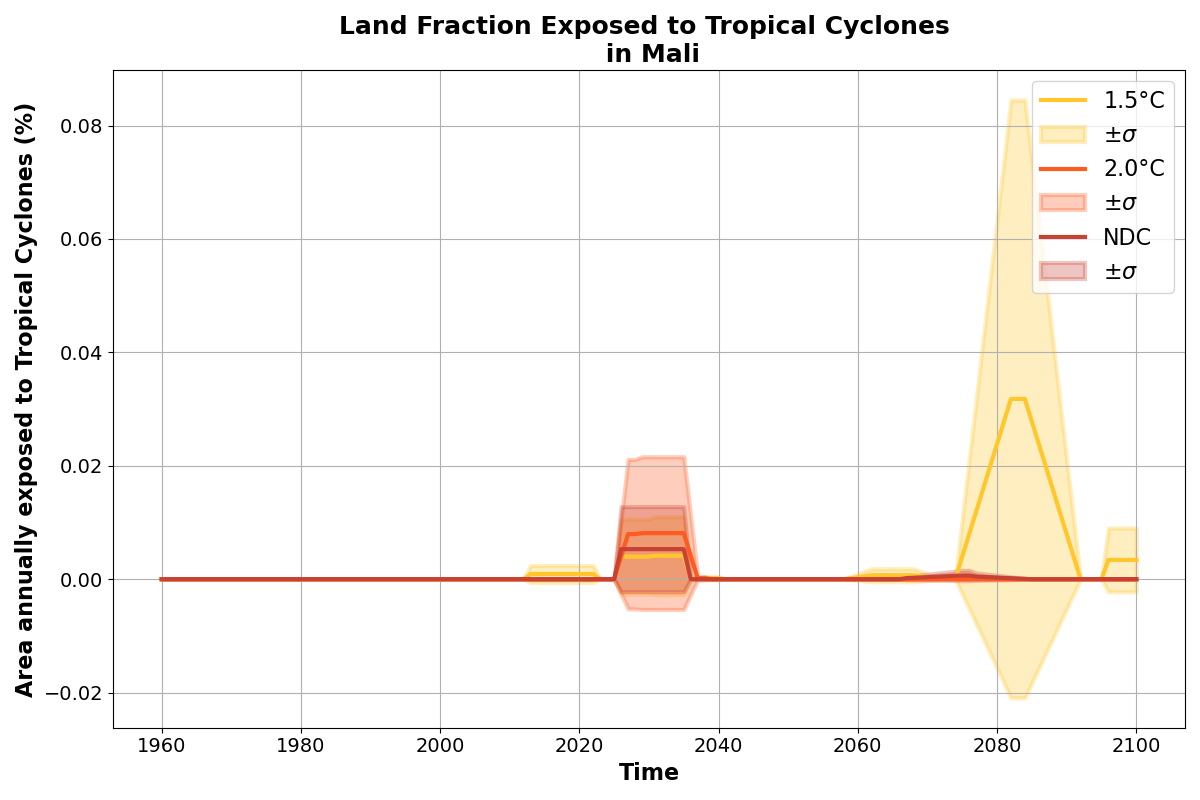 Land Fraction Exposed to Tropical Cyclones
in Mali
Area annually exposed to Tropical Cyclones (%)
0.08
0.06
0.04
0.02
0.00
−0.02
1960
1980
2000
2020
2040
2060
2080
2100
Time
1.5°C
±σ
2.0°C
±σ
NDC
±σ